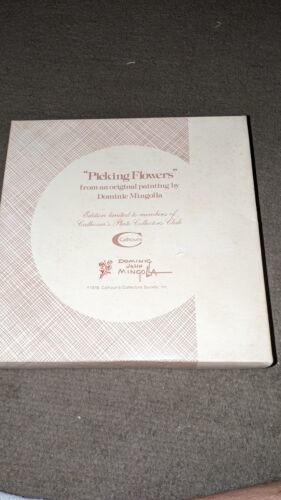 "Picking Flowers"
from an original painting by
Dominic Mingolla
Edition limited to members of
Calhoun's Plate Collectors Club
Calhoun's
DOMINIC
JOHN
MINGOLLA
Calhoun's Collectors Society, Inc.